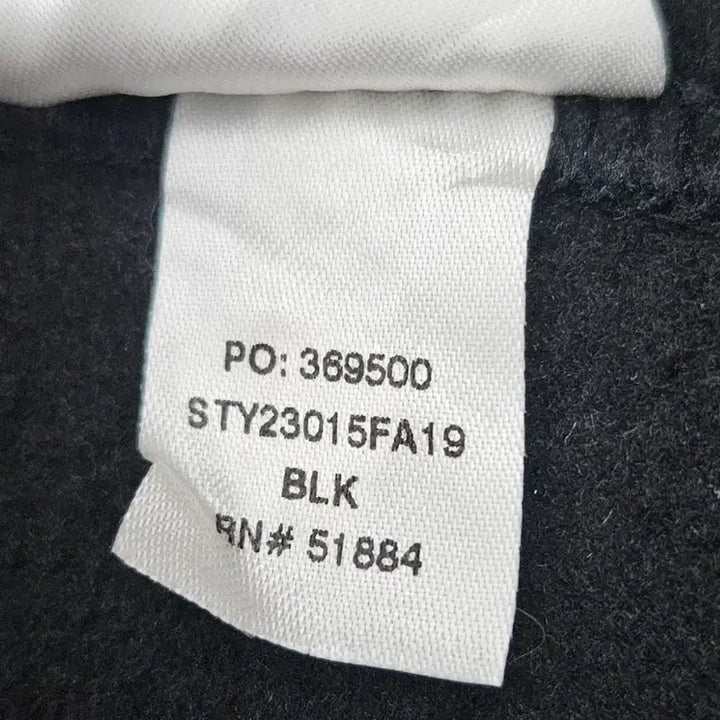 PO: 369500
STY23015FA19
BLK
RN# 51884